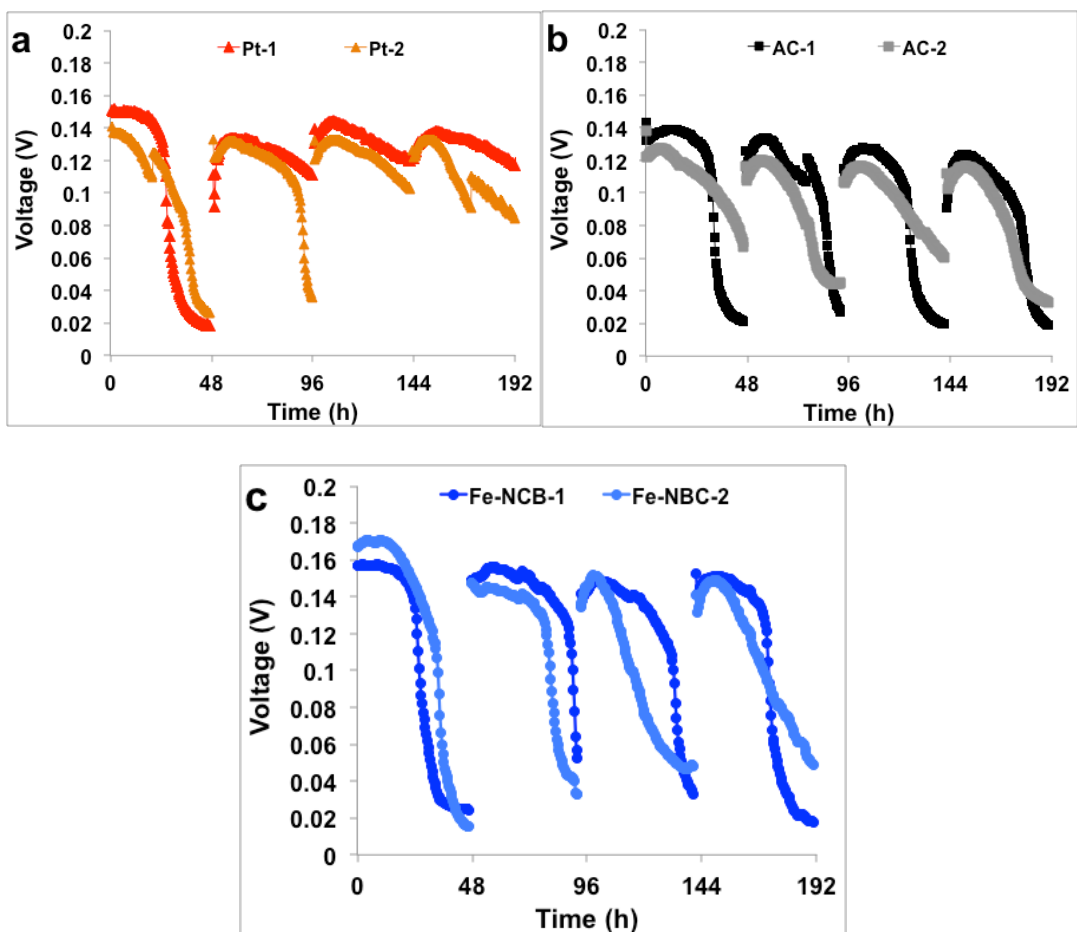 a
Pt-1 Pt-2
0.2
0.18
0.16
0.14
0.12
0.1
0.08
0.06
0.04
0.02
0
Voltage (V)
0 48 96 144 192
Time (h)
b
AC-1 AC-2
0.2
0.18
0.16
0.14
0.12
0.1
0.08
0.06
0.04
0.02
0
Voltage (V)
0 48 96 144 192
Time (h)
c
Fe-NCB-1 Fe-NBC-2
0.2
0.18
0.16
0.14
0.12
0.1
0.08
0.06
0.04
0.02
0
Voltage (V)
0 48 96 144 192
Time (h)